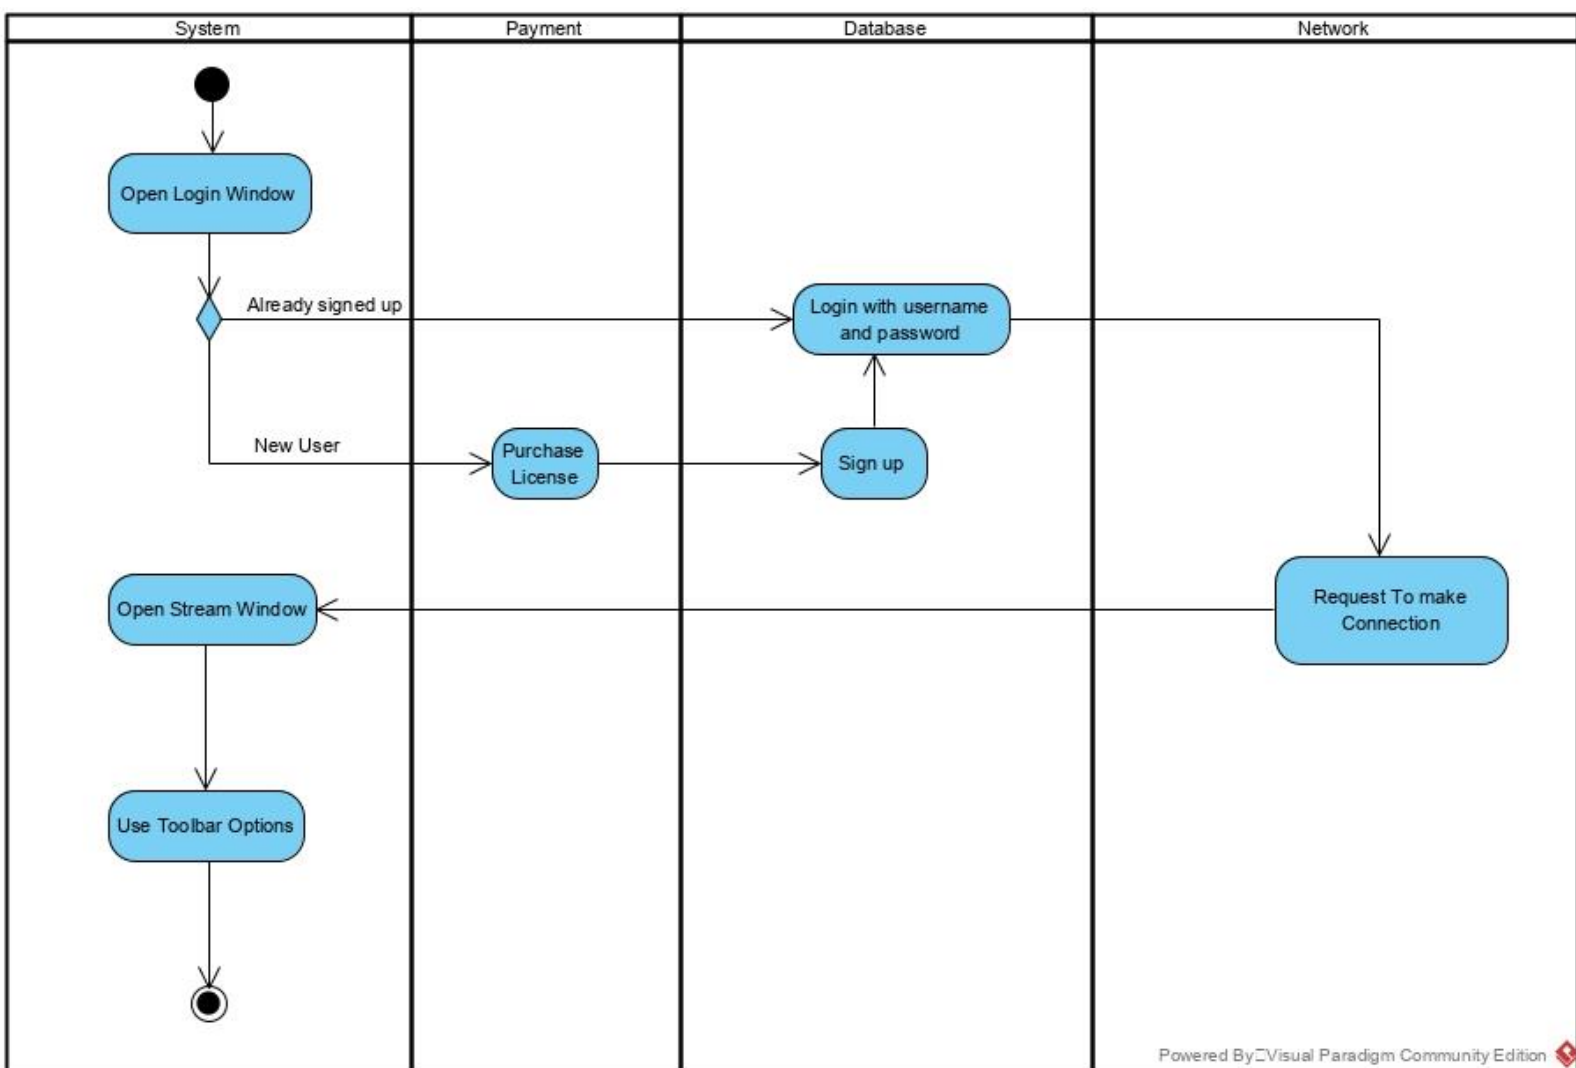 System
Payment
Database
Network
Open Login Window
Already signed up
Login with username
and password
New User
Purchase
License
Sign up
Open Stream Window
Request To make
Connection
Use Toolbar Options
Powered By Visual Paradigm Community Edition